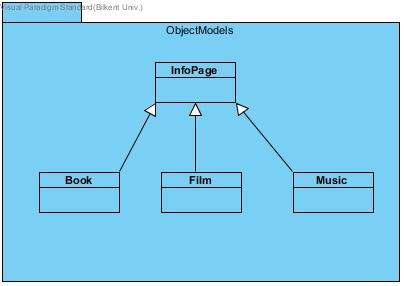 Visual Paradigm Standard(Bilkent Univ.)
ObjectModels
InfoPage
Book
Film
Music